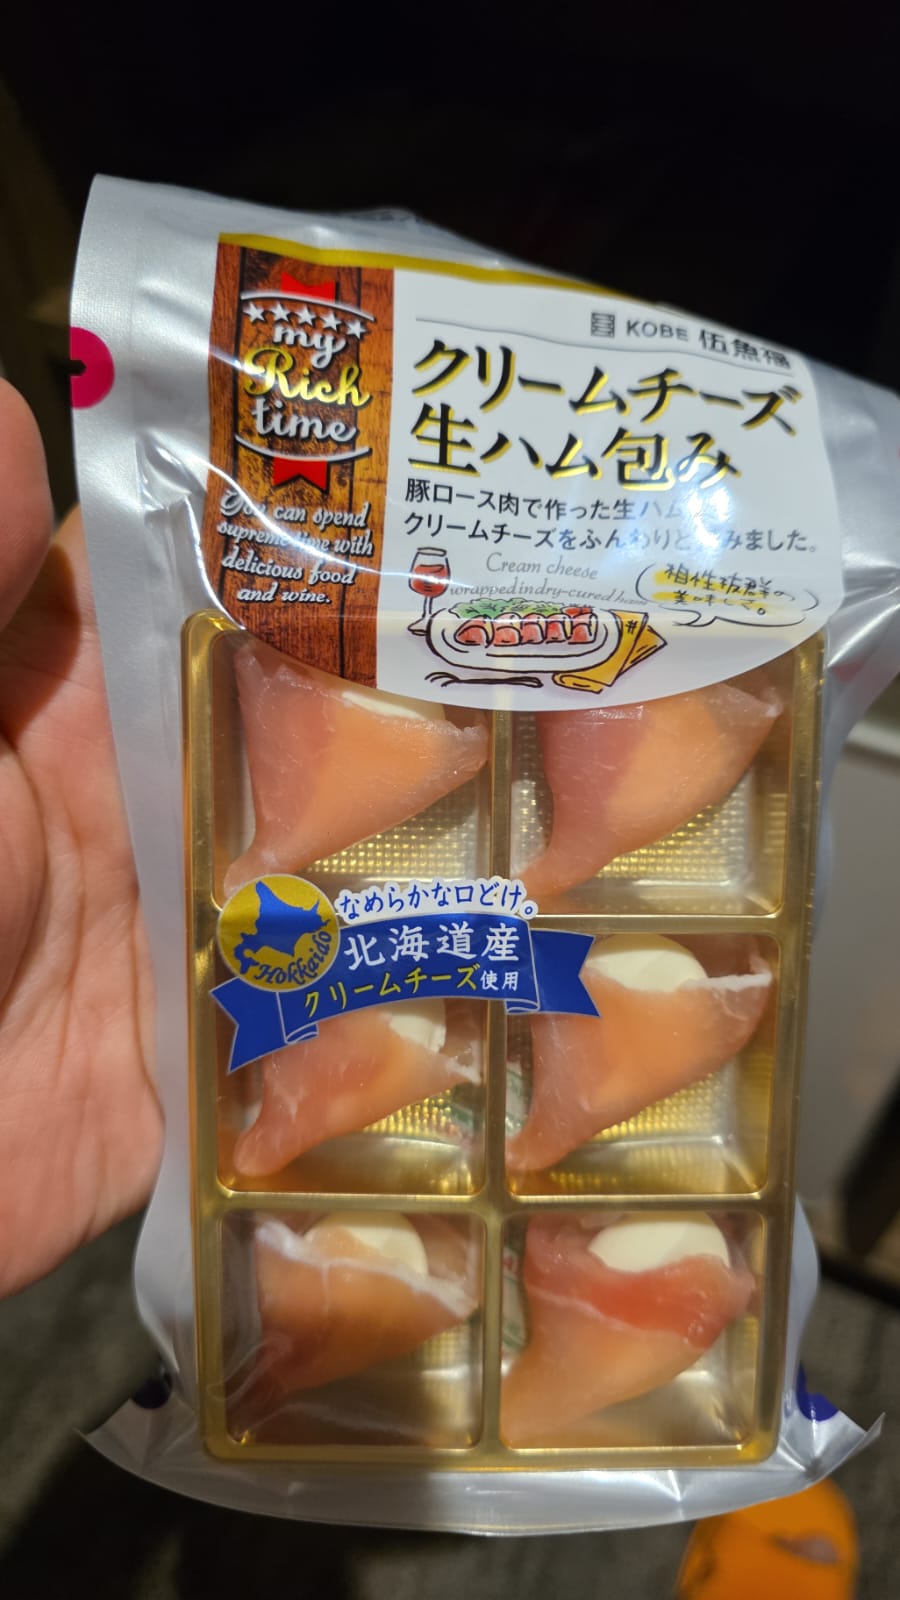 KOBE 伍魚福
my
Rich
time
You can spend
supreme time with
delicious food
and wine.
クリームチーズ
生ハム包み
豚ロース肉で作った生ハム
クリームチーズをふんわりと包みました。
Cream cheese
wrapped in dry-cured ham
相性抜群の
美味しさ。
なめらかな口どけ。
Hokkaido
北海道産
クリームチーズ使用